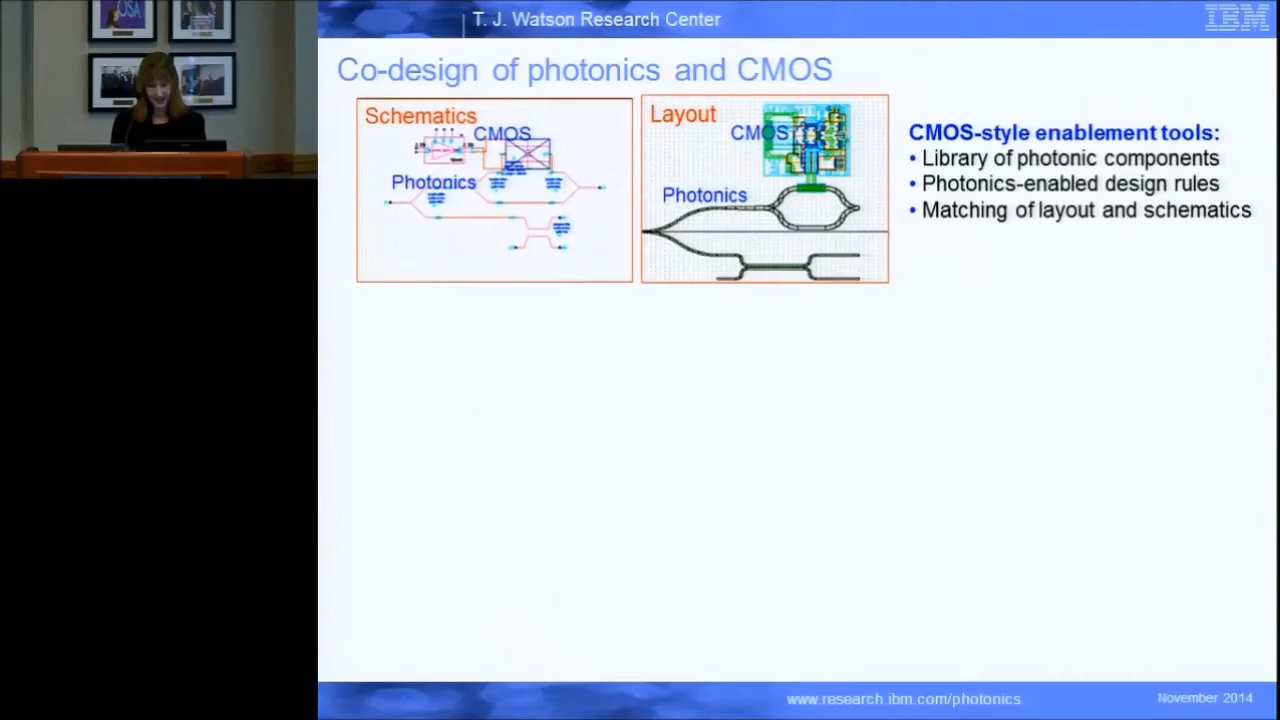 OSA
T. J. Watson Research Center
IBM
Co-design of photonics and CMOS
Schematics
CMOS
Photonics
Layout
CMOS
Photonics
CMOS-style enablement tools:
• Library of photonic components
• Photonics-enabled design rules
• Matching of layout and schematics
www.research.ibm.com/photonics
November 2014